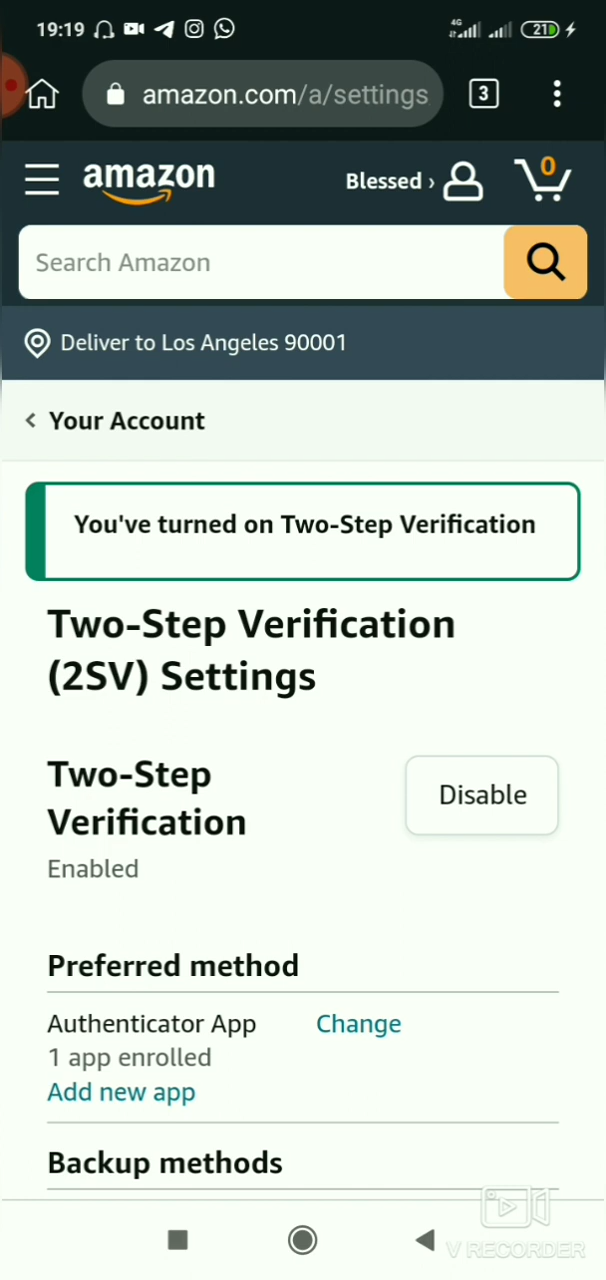 19:19 4G 21
amazon.com/a/settings 3
amazon Blessed › 0
Search Amazon
Deliver to Los Angeles 90001
Your Account
You've turned on Two-Step Verification
Two-Step Verification
(2SV) Settings
Two-Step
Verification
Disable
Enabled
Preferred method
Authenticator App Change
1 app enrolled
Add new app
Backup methods
V RECORDER